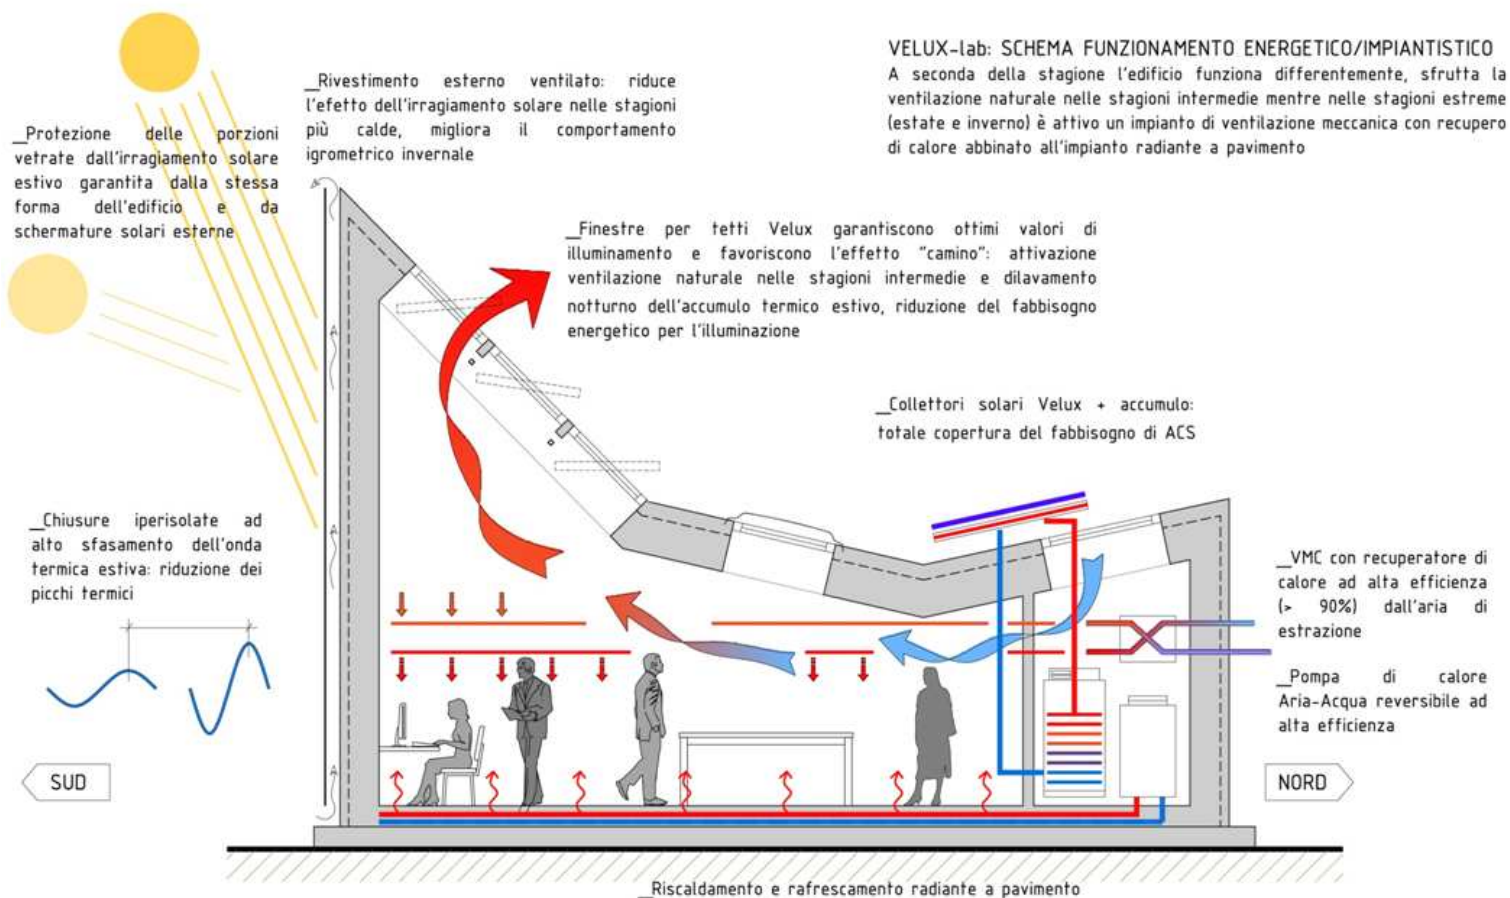 VELUX-lab: SCHEMA FUNZIONAMENTO ENERGETICO/IMPIANTISTICO
A seconda della stagione l'edificio funziona differentemente, sfrutta la
ventilazione naturale nelle stagioni intermedie mentre nelle stagioni estreme
(estate e inverno) è attivo un impianto di ventilazione meccanica con recupero
di calore abbinato all'impianto radiante a pavimento
_Rivestimento esterno ventilato: riduce
l'efetto dell'irragiamento solare nelle stagioni
più calde, migliora il comportamento
igrometrico invernale
_Protezione delle porzioni
vetrate dall'irragiamento solare
estivo garantita dalla stessa
forma dell'edificio e da
schermature solari esterne
_Finestre per tetti Velux garantiscono ottimi valori di
illuminamento e favoriscono l'effetto "camino": attivazione
ventilazione naturale nelle stagioni intermedie e dilavamento
notturno dell'accumulo termico estivo, riduzione del fabbisogno
energetico per l'illuminazione
_Collettori solari Velux + accumulo:
totale copertura del fabbisogno di ACS
_Chiusure iperisolate ad
alto sfasamento dell'onda
termica estiva: riduzione dei
picchi termici
_VMC con recuperatore di
calore ad alta efficienza
(> 90%) dall'aria di
estrazione
_Pompa di calore
Aria-Acqua reversibile ad
alta efficienza
SUD
NORD
_Riscaldamento e rafrescamento radiante a pavimento